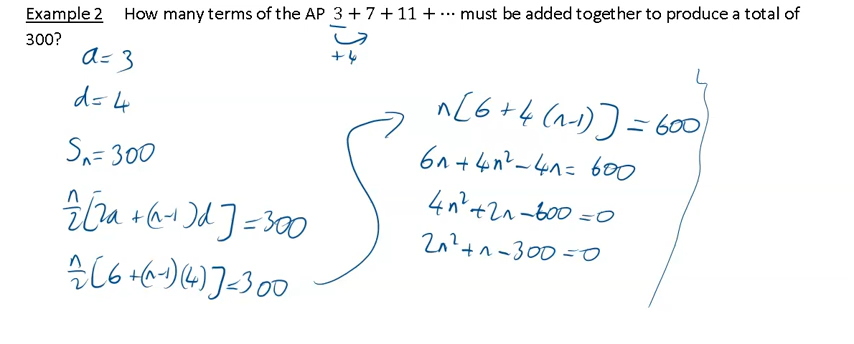 Example 2 How many terms of the AP 3 + 7 + 11 + ⋯ must be added together to produce a total of
300?
+4
a = 3
d = 4
Sₙ = 300
n/2 [2a + (n-1)d] = 300
n/2 [6 + (n-1)(4)] = 300
n[6 + 4(n-1)] = 600
6n + 4n² - 4n = 600
4n² + 2n - 600 = 0
2n² + n - 300 = 0